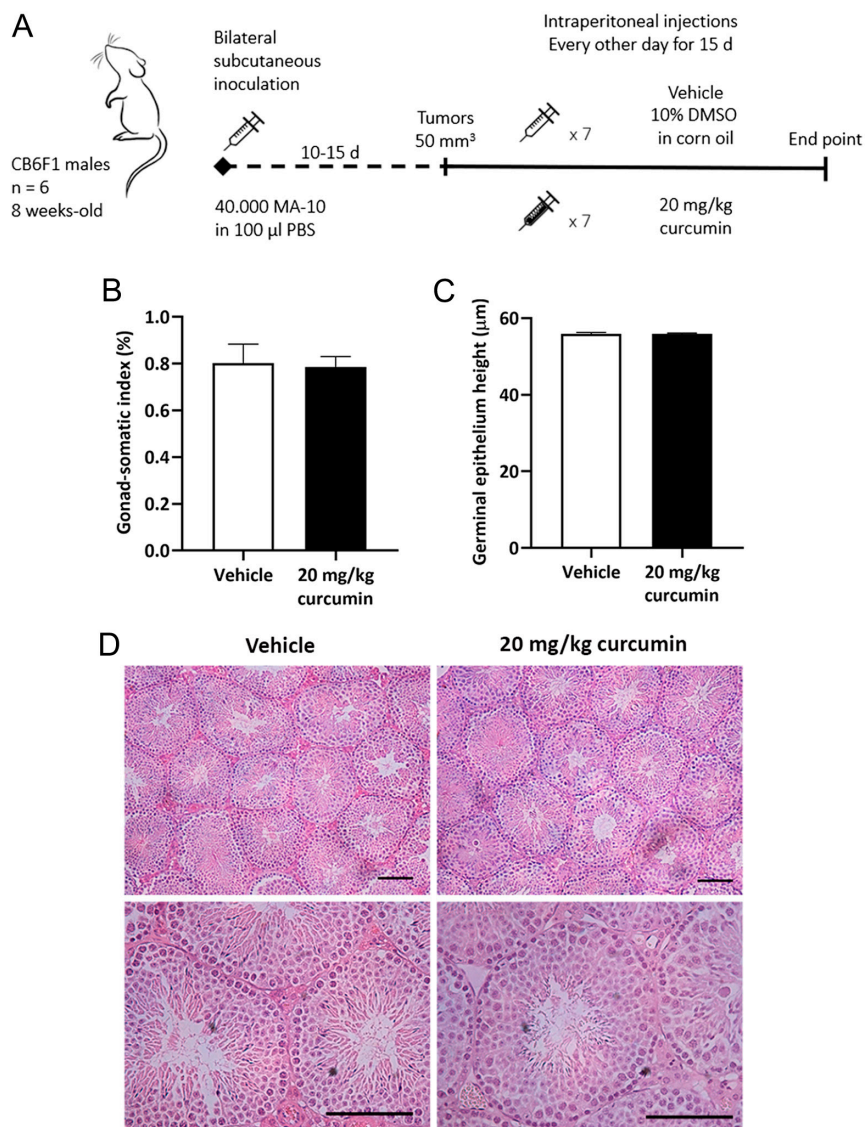 A
CB6F1 males
n = 6
8 weeks-old
Bilateral
subcutaneous
inoculation
10-15 d
40.000 MA-10
in 100 µl PBS
Tumors
50 mm³
Intraperitoneal injections
Every other day for 15 d
x 7
Vehicle
10% DMSO
in corn oil
x 7
20 mg/kg
curcumin
End point
B
Gonad-somatic index (%)
1.0
0.8
0.6
0.4
0.2
0.0
Vehicle
20 mg/kg
curcumin
C
Germinal epithelium height (µm)
60
40
20
0
Vehicle
20 mg/kg
curcumin
D
Vehicle
20 mg/kg curcumin